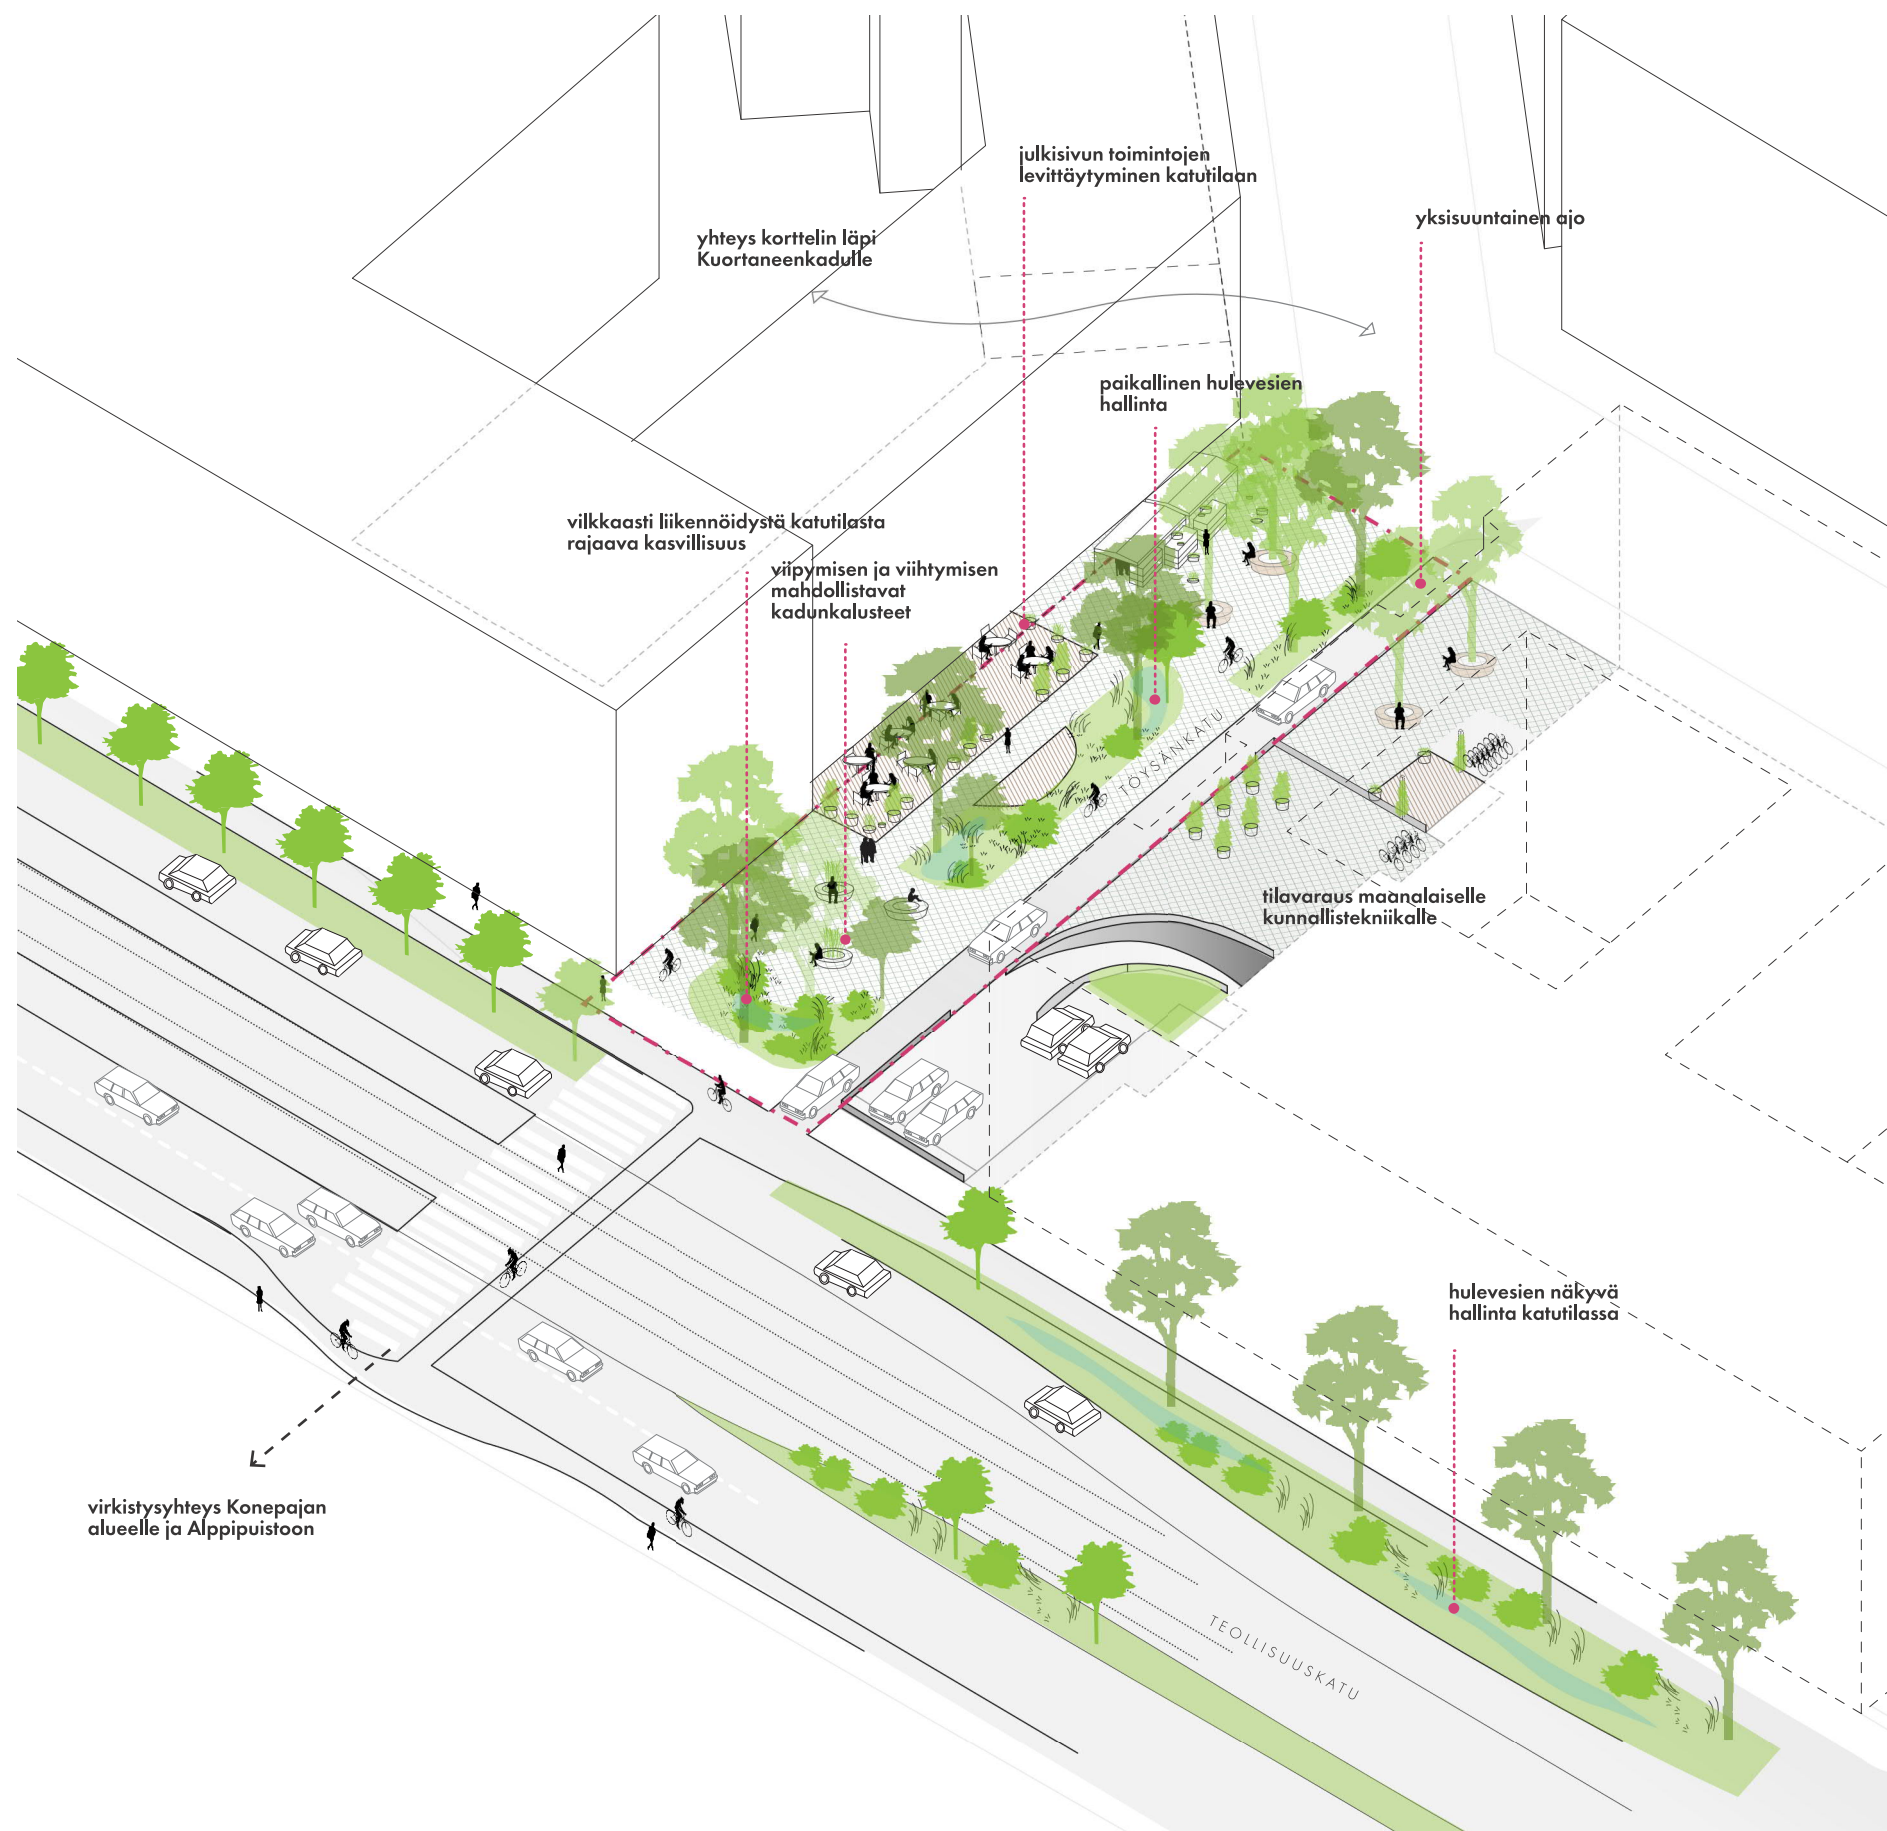 julkisivun toimintojen
levittäytyminen katutilaan
yksisuuntainen ajo
yhteys korttelin läpi
Kuortaneenkadulle
paikallinen hulevesien
hallinta
vilkkaasti liikennöidystä katutilasta
rajaava kasvillisuus
viipymisen ja viihtymisen
mahdollistavat
kadunkalusteet
TÖYSÄNKATU
tilavaraus maanalaiselle
kunnallistekniikalle
hulevesien näkyvä
hallinta katutilassa
virkistysyhteys Konepajan
alueelle ja Alppipuistoon
TEOLLISUUSKATU